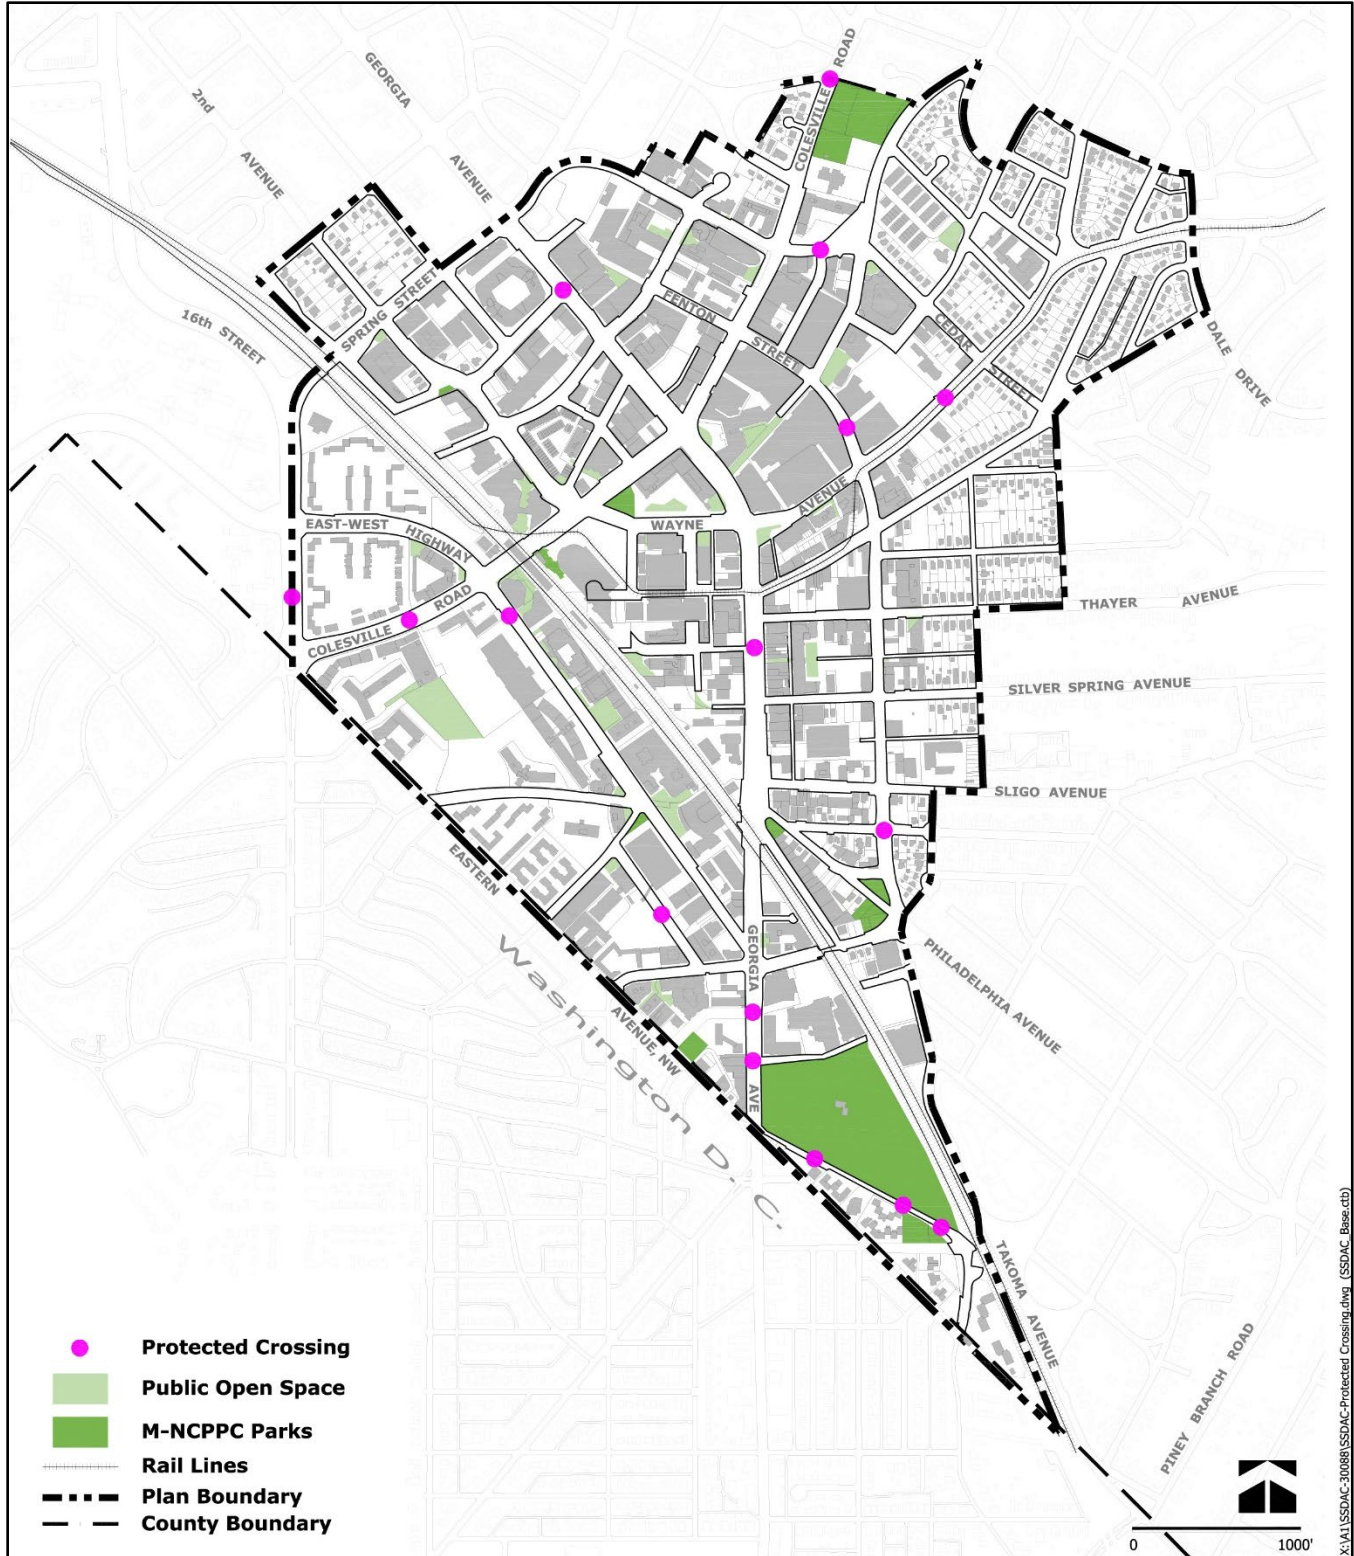 ROAD
COLESVILLE
GEORGIA
AVENUE
2nd
AVENUE
16th STREET
SPRING STREET
FENTON
STREET
CEDAR
STREET
DALE DRIVE
EAST-WEST
HIGHWAY
WAYNE
AVENUE
COLESVILLE
ROAD
THAYER AVENUE
SILVER SPRING AVENUE
SLIGO AVENUE
EASTERN
AVENUE, NW
Washington D. C.
GEORGIA
AVE
PHILADELPHIA AVENUE
TAKOMA AVENUE
PINEY BRANCH ROAD
Protected Crossing
Public Open Space
M-NCPPC Parks
Rail Lines
Plan Boundary
County Boundary
0 1000'
X:\A1\SSDAC-30088\SSDAC-Protected Crossing.dwg (SSDAC_Base.ctb)